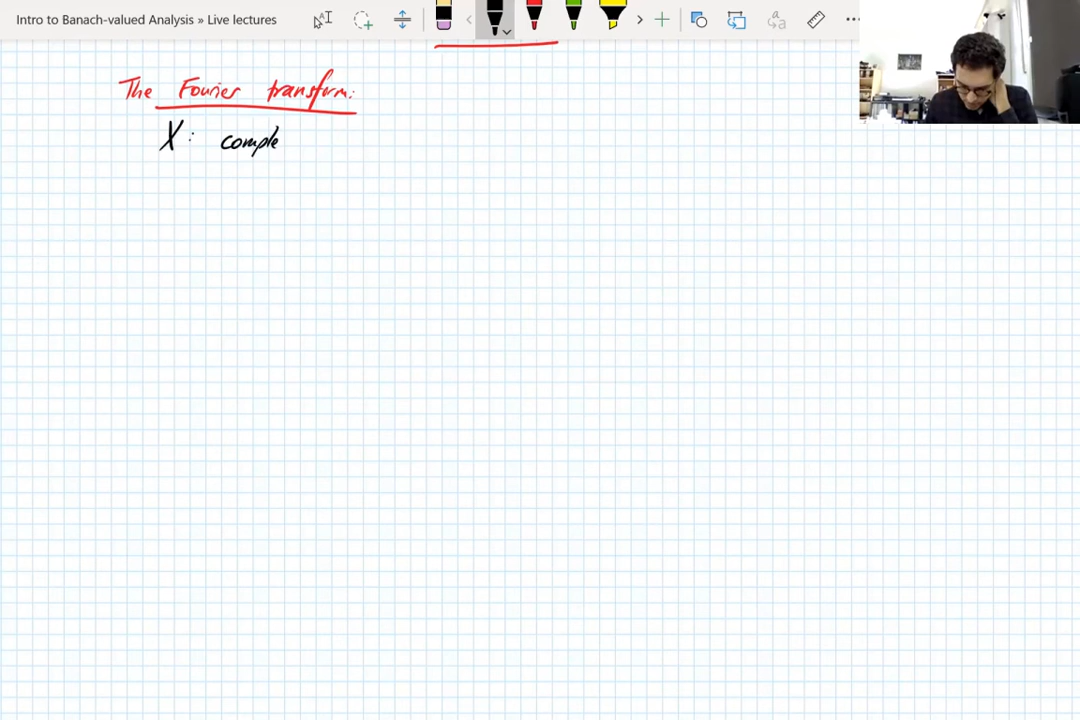 Intro to Banach-valued Analysis » Live lectures
The Fourier transform:
X: comple